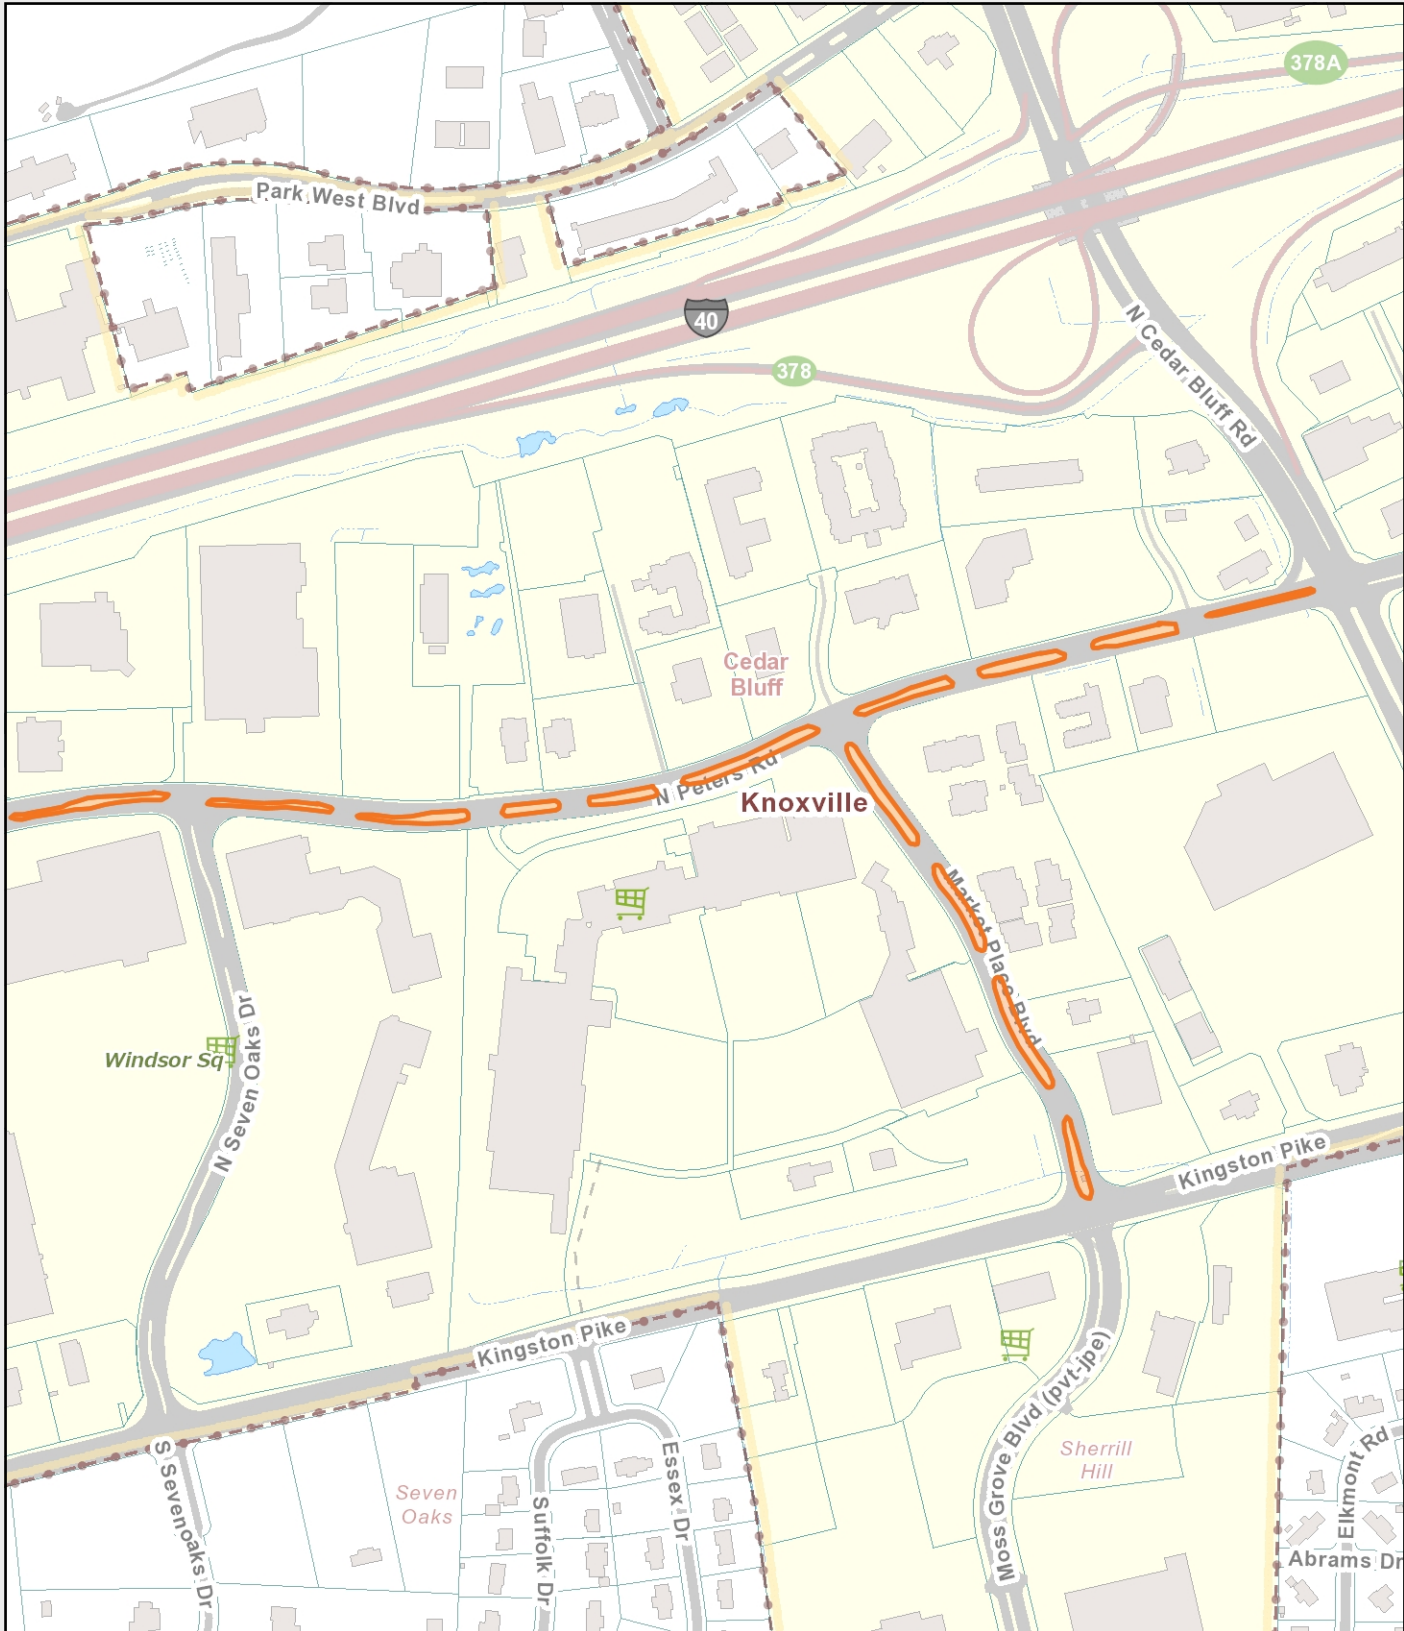 378A
Park West Blvd
40
378
N Cedar Bluff Rd
Cedar
Bluff
N Peters Rd
Knoxville
Market Place Blvd
N Seven Oaks Dr
Windsor Sq
Kingston Pike
Kingston Pike
S Sevenoaks Dr
Seven
Oaks
Suffolk Dr
Essex Dr
Moss Grove Blvd (pvt-jpe)
Sherrill
Hill
Elkmont Rd
Abrams Dr